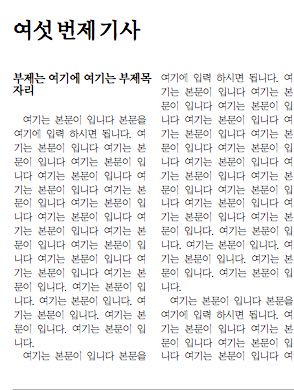 여섯번째기사
부제는 여기에 여기는 부제목
자리
여기는 본문이 입니다 본문을
여기에 입력 하시면 됩니다. 여
기는 본문이 입니다 여기는 본
문이 입니다 여기는 본문이 입
니다 여기는 본문이 입니다 여
기는 본문이 입니다 여기는 본
문이 입니다 여기는 본문이 입
니다 여기는 본문이 입니다 여
기는 본문이 입니다 여기는 본
문이 입니다 여기는 본문이 입
니다 여기는 본문이 입니다 여
기는 본문이 입니다 여기는 본
문이 입니다. 여기는 본문이 입
니다. 여기는 본문이 입니다. 여
기는 본문이 입니다. 여기는 본
문이 입니다. 여기는 본문이 입
니다.
여기는 본문이 입니다 본문을
여기에 입력 하시면 됩니다. 여
기는 본문이 입니다 여기는 본
문이 입니다 여기는 본문이 입
니다 여기는 본문이 입니다 여
기는 본문이 입니다 여기는 본
문이 입니다 여기는 본문이 입
니다 여기는 본문이 입니다 여
기는 본문이 입니다 여기는 본
문이 입니다 여기는 본문이 입
니다 여기는 본문이 입니다 여
기는 본문이 입니다. 여기는 본
문이 입니다. 여기는 본문이 입
니다. 여기는 본문이 입니다. 여
기는 본문이 입니다. 여기는 본
문이 입니다. 여기는 본문이 입
니다.
여기는 본문이 입니다 본문을
여기에 입력 하시면 됩니다. 여
기는 본문이 입니다 여기는 본
문이 입니다 여기는 본문이 입
니다 여기는 본문이 입니다 여